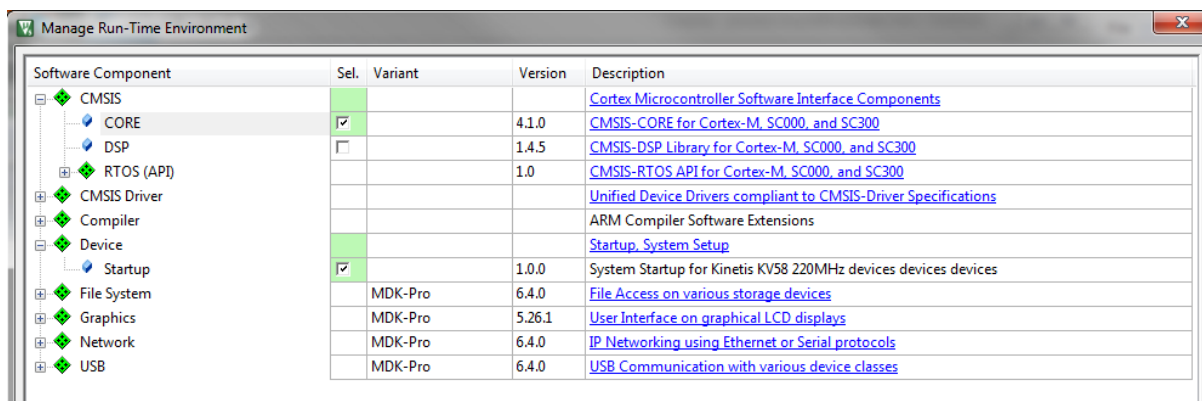 Manage Run-Time Environment
Software Component Sel. Variant Version Description
CMSIS Cortex Microcontroller Software Interface Components
CORE 4.1.0 CMSIS-CORE for Cortex-M, SC000, and SC300
DSP 1.4.5 CMSIS-DSP Library for Cortex-M, SC000, and SC300
RTOS (API) 1.0 CMSIS-RTOS API for Cortex-M, SC000, and SC300
CMSIS Driver Unified Device Drivers compliant to CMSIS-Driver Specifications
Compiler ARM Compiler Software Extensions
Device Startup, System Setup
Startup 1.0.0 System Startup for Kinetis KV58 220MHz devices devices devices
File System MDK-Pro 6.4.0 File Access on various storage devices
Graphics MDK-Pro 5.26.1 User Interface on graphical LCD displays
Network MDK-Pro 6.4.0 IP Networking using Ethernet or Serial protocols
USB MDK-Pro 6.4.0 USB Communication with various device classes